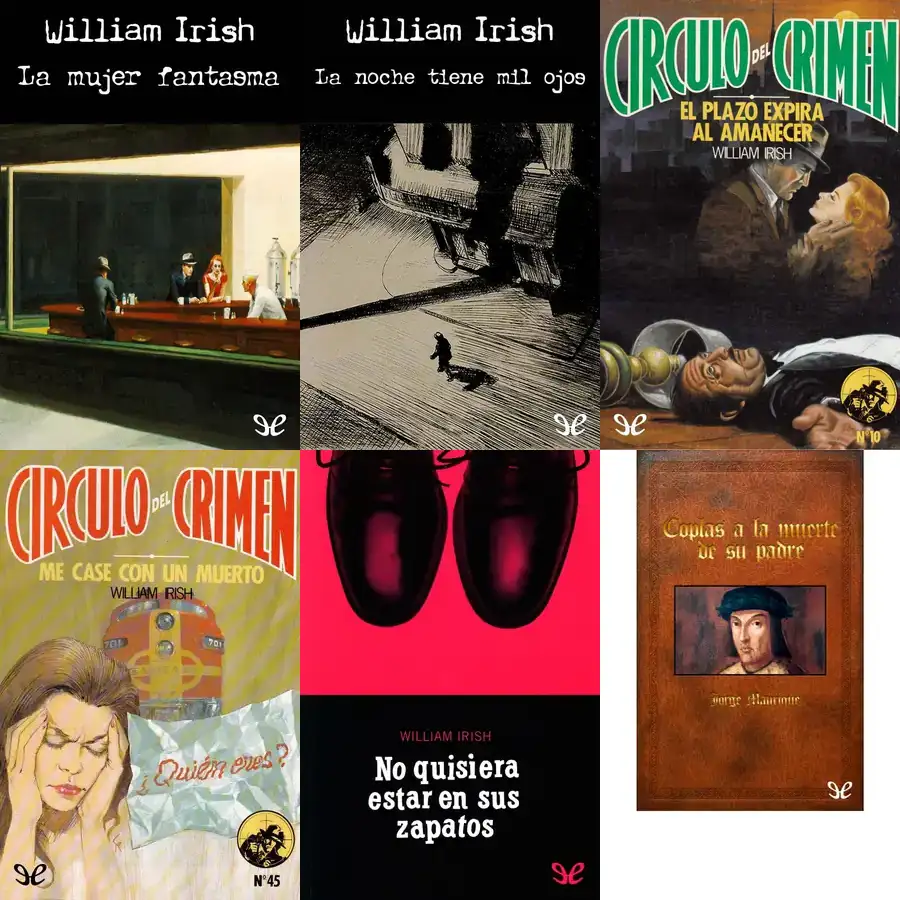 William Irish
La mujer fantasma
William Irish
La noche tiene mil ojos
CIRCULO DEL CRIMEN
EL PLAZO EXPIRA
AL AMANECER
WILLIAM IRISH
Nº10
CIRCULO DEL CRIMEN
ME CASE CON UN MUERTO
WILLIAM IRISH
701
701
¿Quién eres?
Nº45
WILLIAM IRISH
No quisiera
estar en sus
zapatos
Coplas a la muerte
de su padre
Jorge Manrique